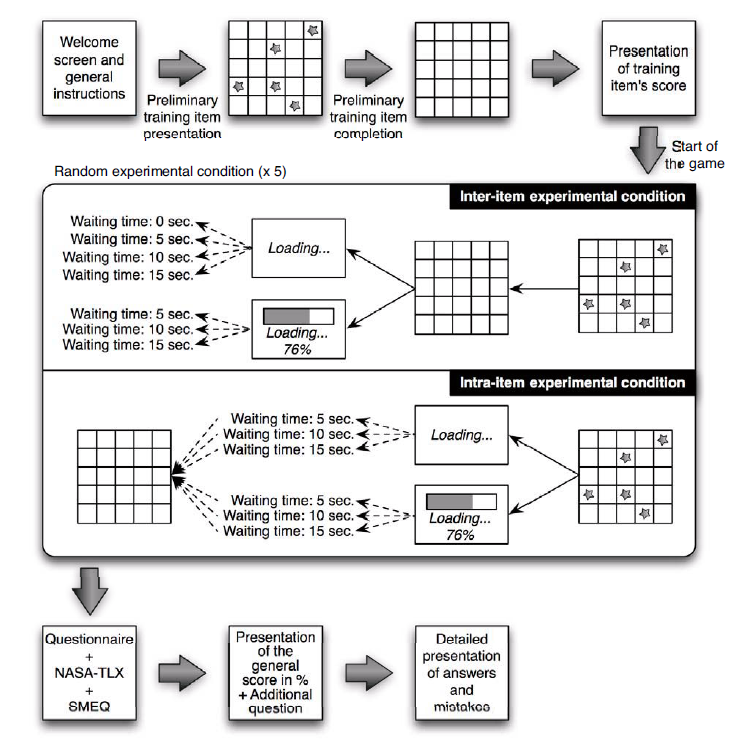 Welcome
screen and
general
instructions
Preliminary
training item
presentation
Preliminary
training item
completion
Presentation
of training
item's score
Start of
the game
Random experimental condition (x 5)
Inter-item experimental condition
Waiting time: 0 sec.
Waiting time: 5 sec.
Waiting time: 10 sec.
Waiting time: 15 sec.
Loading...
Waiting time: 5 sec.
Waiting time: 10 sec.
Waiting time: 15 sec.
Loading...
76%
Intra-item experimental condition
Waiting time: 5 sec.
Waiting time: 10 sec.
Waiting time: 15 sec.
Loading...
Waiting time: 5 sec.
Waiting time: 10 sec.
Waiting time: 15 sec.
Loading...
76%
Questionnaire
+
NASA-TLX
+
SMEQ
Presentation
of the
general
score in %
+ Additional
question
Detailed
presentation
of answers
and
mistakes